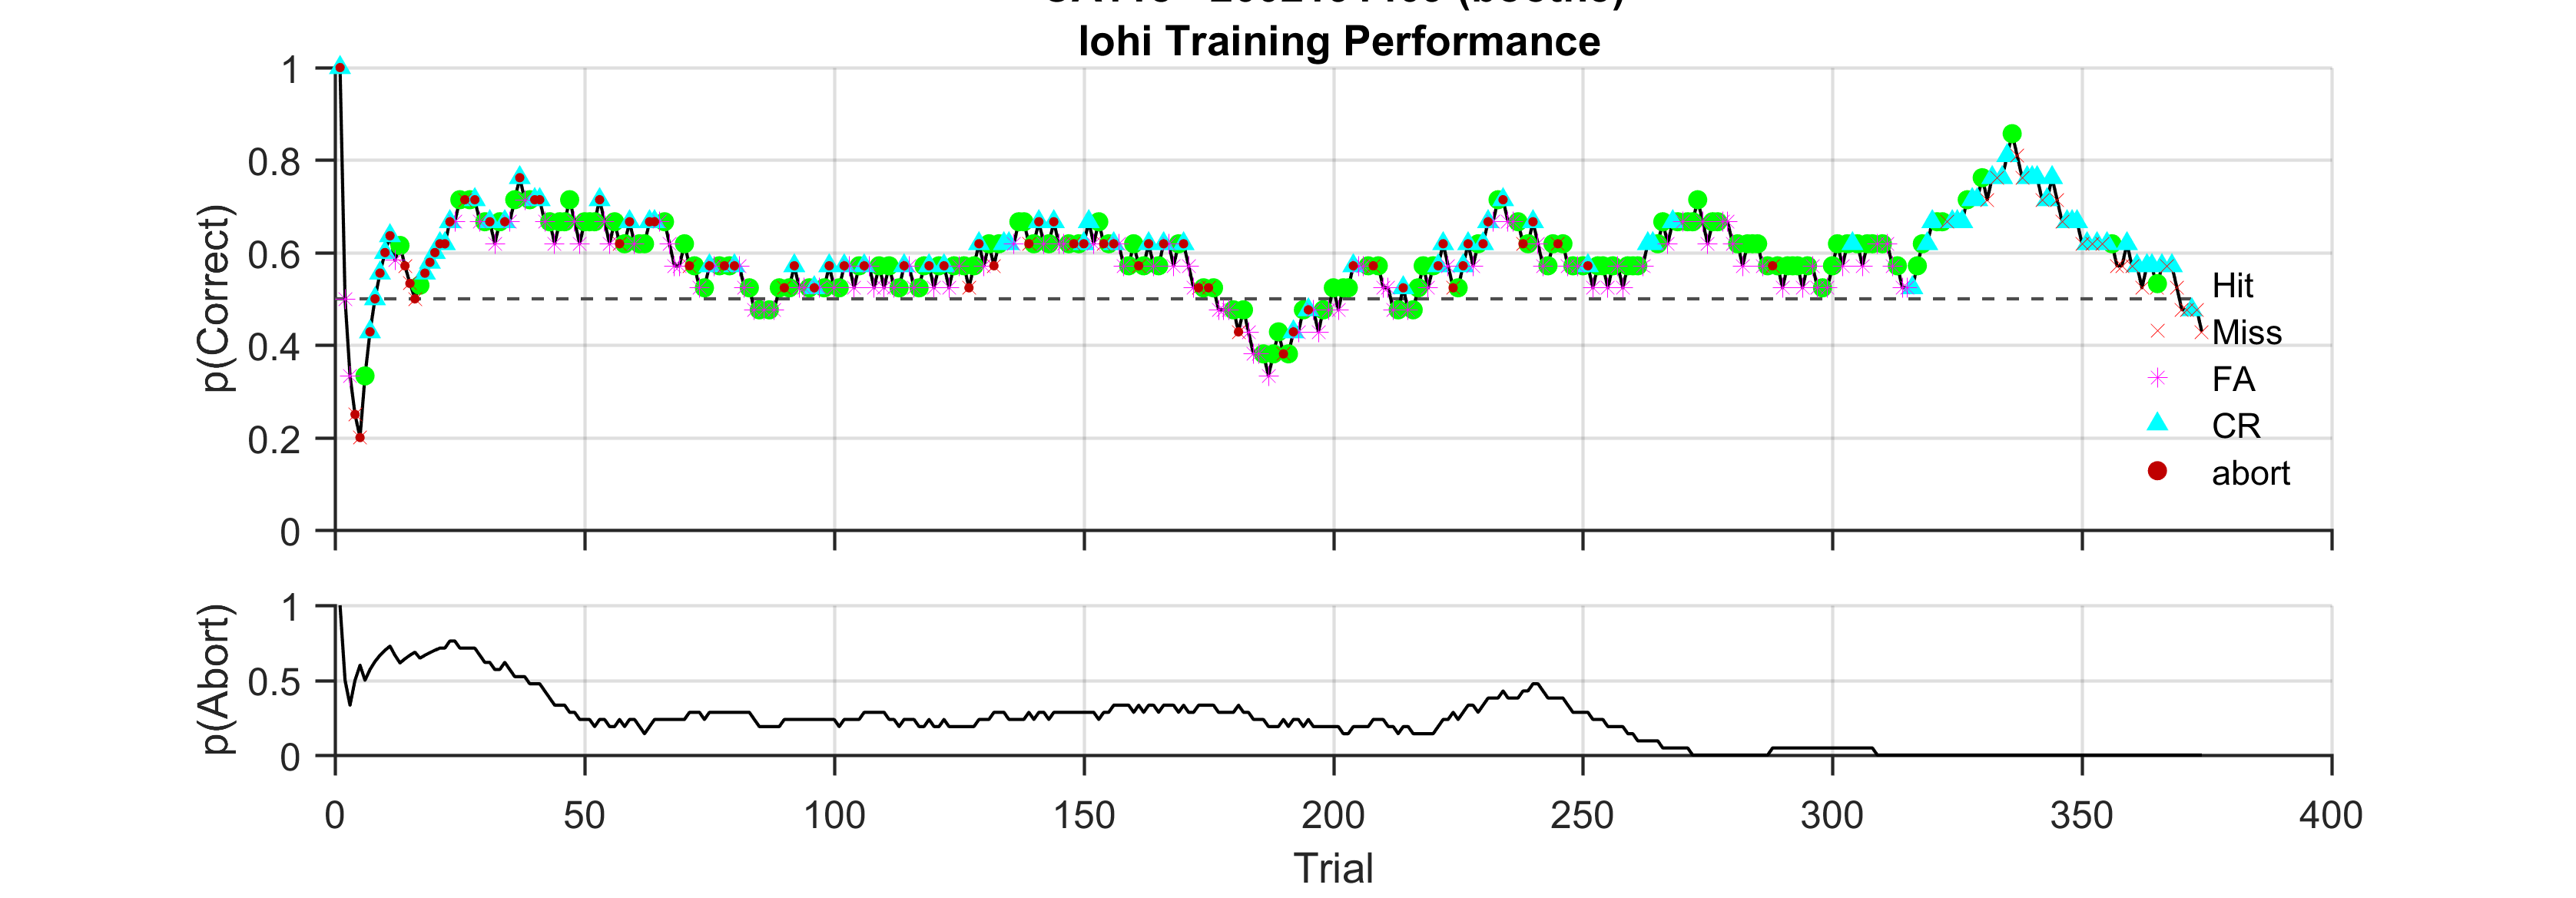 lohi Training Performance
p(Correct)
1
0.8
0.6
0.4
0.2
0
Hit
Miss
FA
CR
abort
p(Abort)
1
0.5
0
0 50 100 150 200 250 300 350 400
Trial